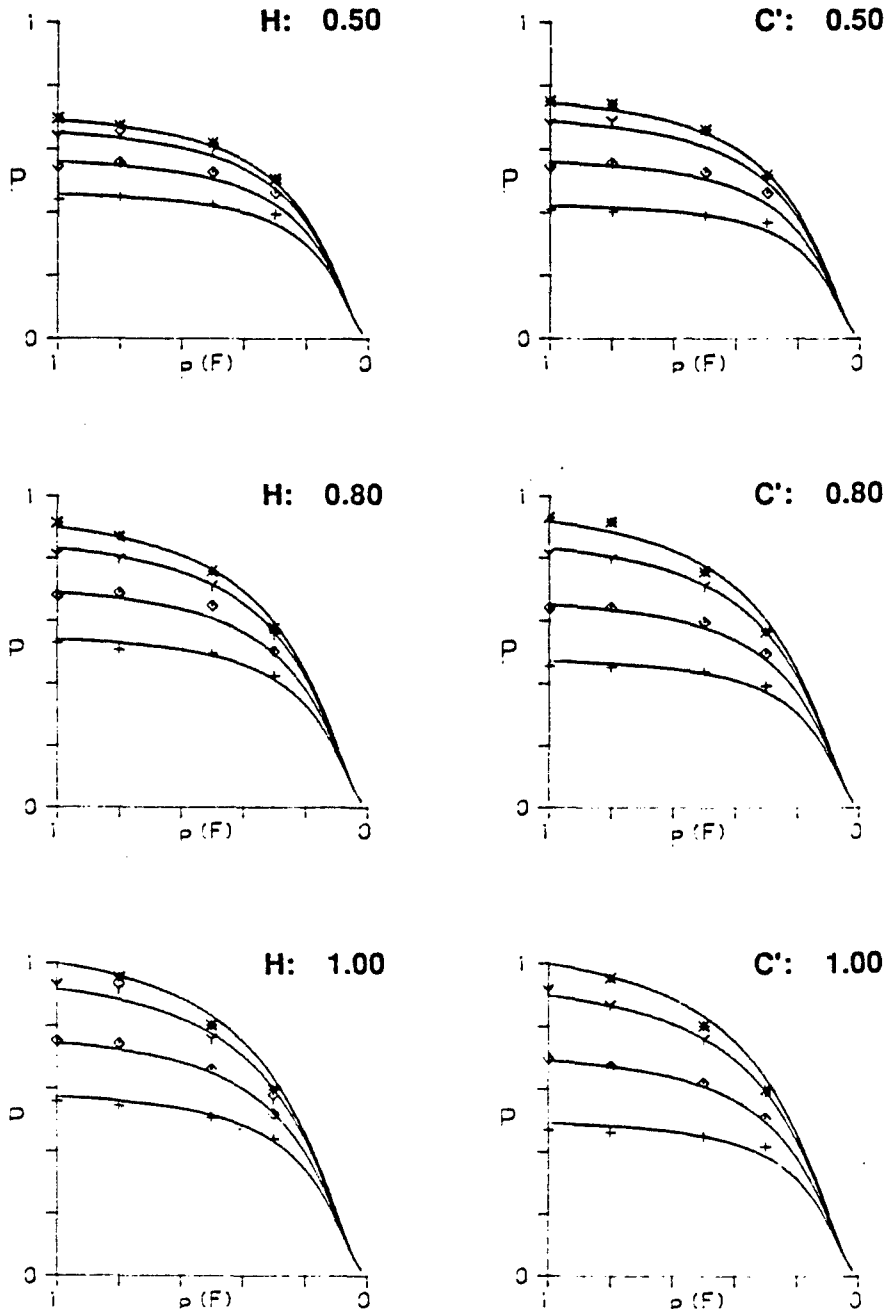 1 H: 0.50 1 C': 0.50
P P
0 0
1 P(F) 0 1 P(F) 0
1 H: 0.80 1 C': 0.80
P P
0 0
1 P(F) 0 1 P(F) 0
1 H: 1.00 1 C': 1.00
P P
0 0
1 P(F) 0 1 P(F) 0